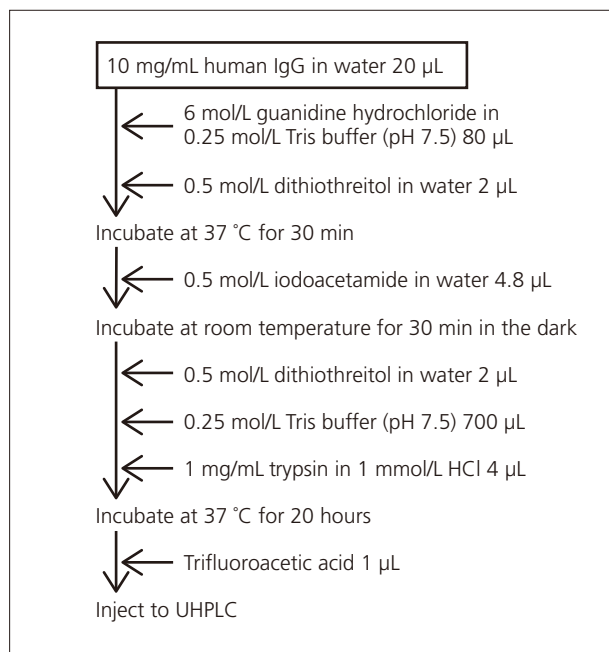 10 mg/mL human IgG in water 20 µL
6 mol/L guanidine hydrochloride in
0.25 mol/L Tris buffer (pH 7.5) 80 µL
0.5 mol/L dithiothreitol in water 2 µL
Incubate at 37 ˚C for 30 min
0.5 mol/L iodoacetamide in water 4.8 µL
Incubate at room temperature for 30 min in the dark
0.5 mol/L dithiothreitol in water 2 µL
0.25 mol/L Tris buffer (pH 7.5) 700 µL
1 mg/mL trypsin in 1 mmol/L HCl 4 µL
Incubate at 37 ˚C for 20 hours
Trifluoroacetic acid 1 µL
Inject to UHPLC